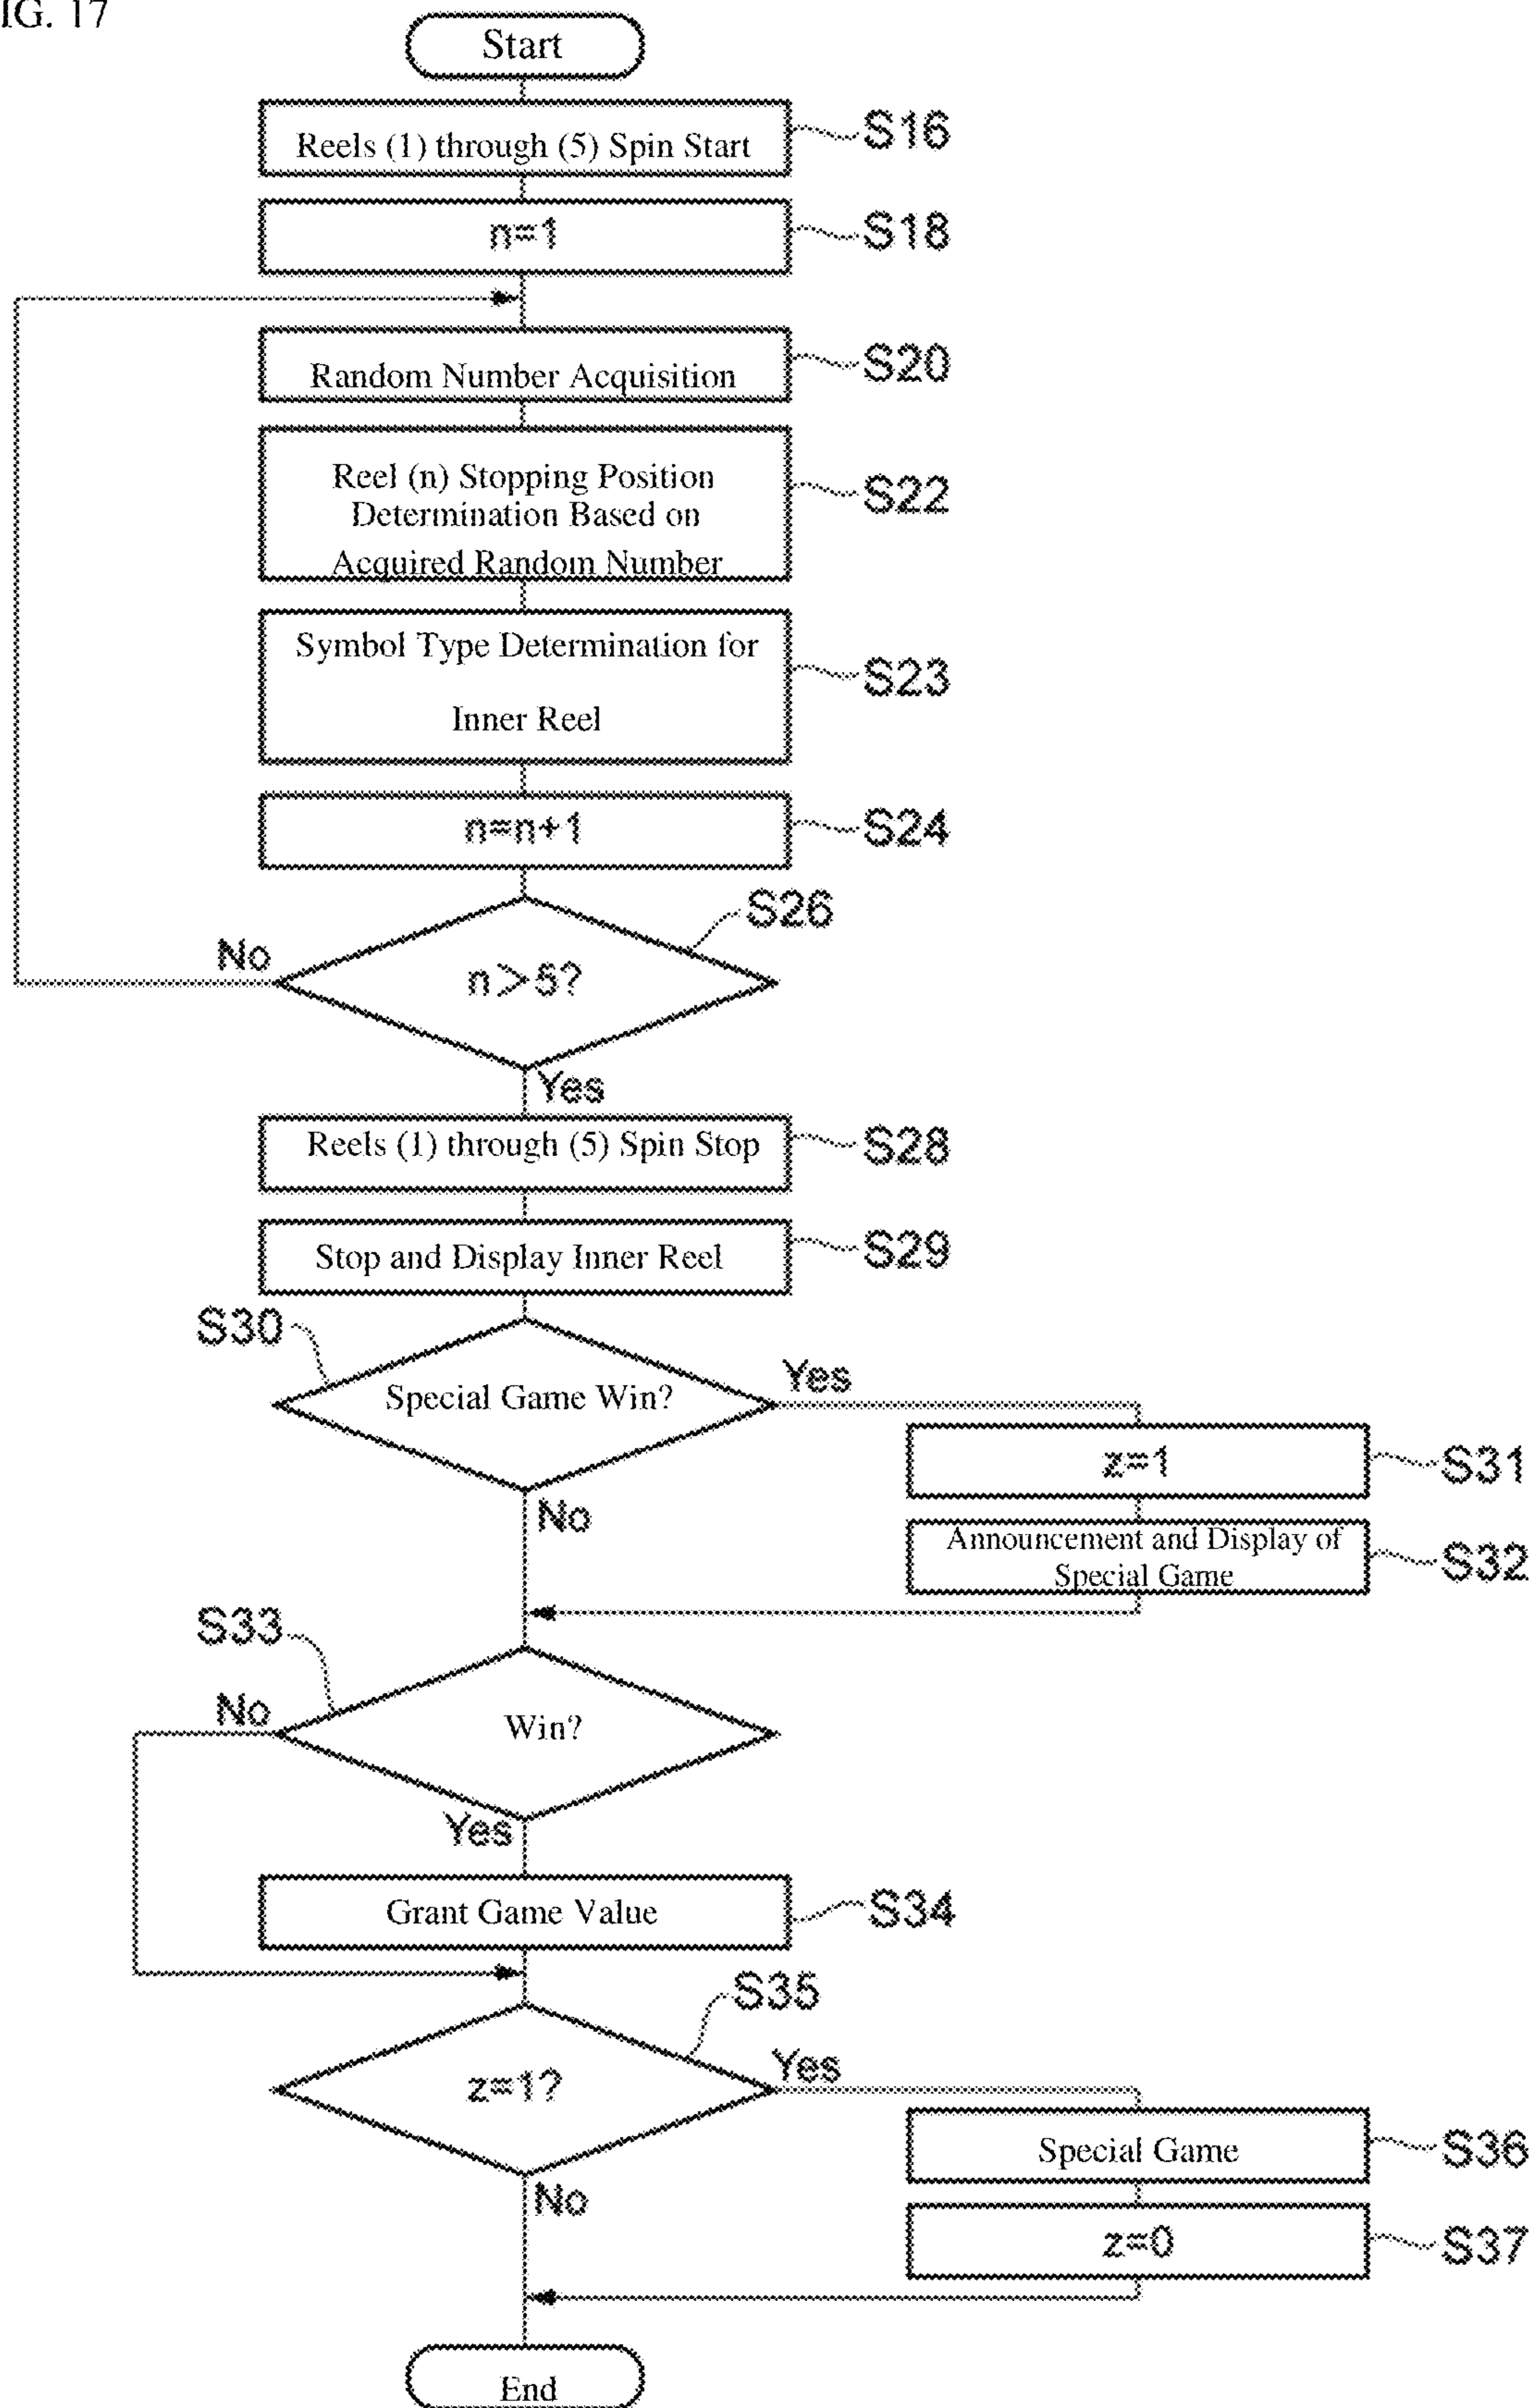 IG. 17
Start
Reels (1) through (5) Spin Start
S16
n=1
S18
Random Number Acquisition
S20
Reel (n) Stopping Position
Determination Based on
Acquired Random Number
S22
Symbol Type Determination for
Inner Reel
S23
n=n+1
S24
S26
No
n>5?
Yes
Reels (1) through (5) Spin Stop
S28
Stop and Display Inner Reel
S29
S30
Special Game Win?
Yes
z=1
S31
No
Announcement and Display of
Special Game
S32
S33
No
Win?
Yes
Grant Game Value
S34
S35
z=1?
Yes
Special Game
S36
No
z=0
S37
End